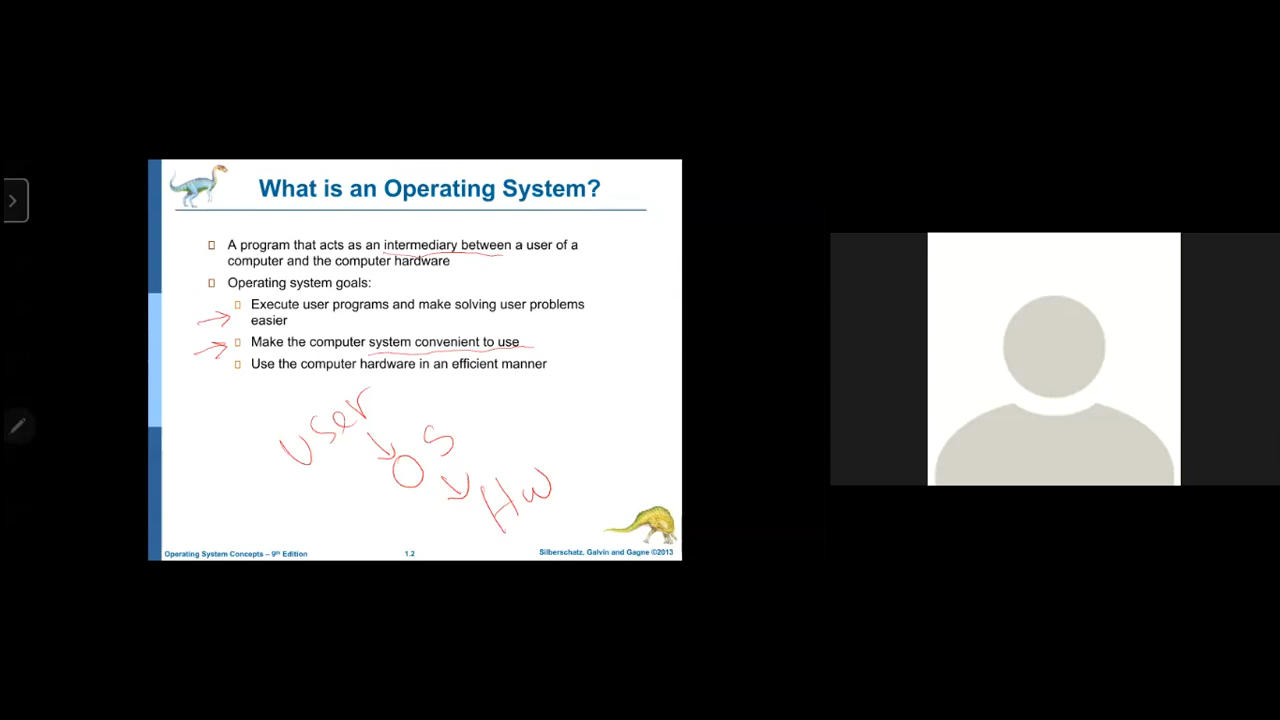 What is an Operating System?
A program that acts as an intermediary between a user of a
computer and the computer hardware
Operating system goals:
Execute user programs and make solving user problems
easier
Make the computer system convenient to use
Use the computer hardware in an efficient manner
User
OS
Hw
Operating System Concepts – 9th Edition
1.2
Silberschatz, Galvin and Gagne ©2013